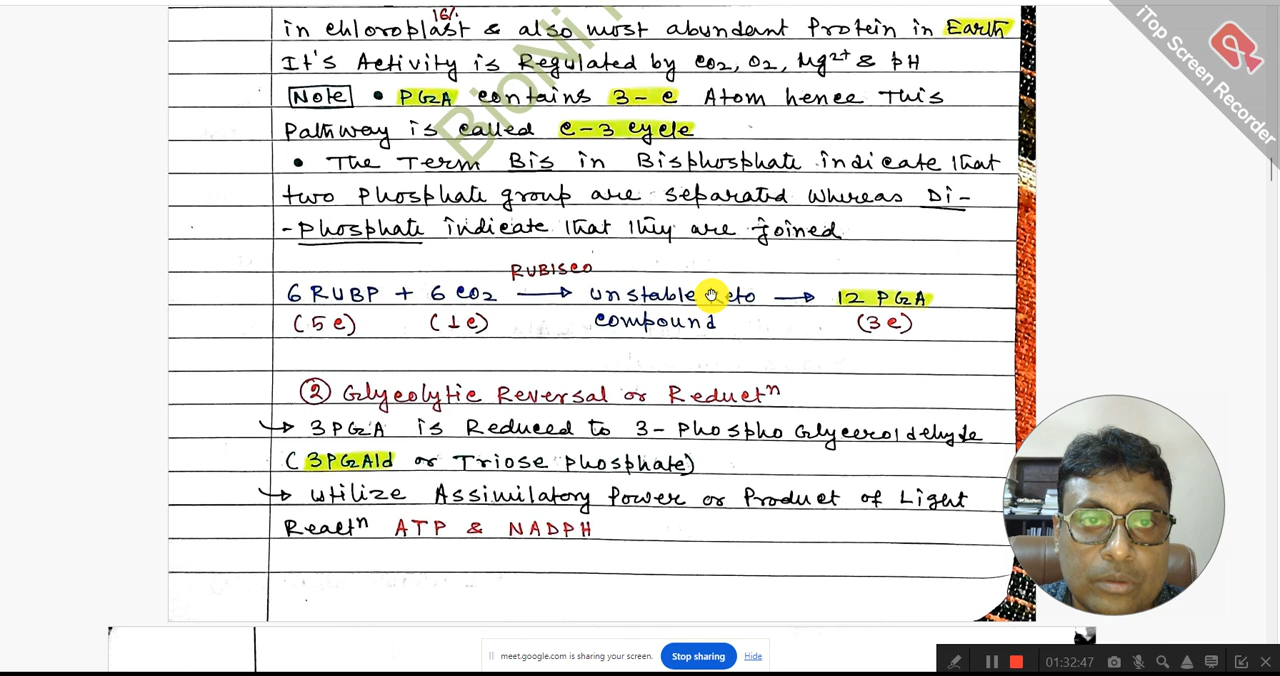 16%
in chloroplast & also most abundant Protein in Earth
It's Activity is Regulated by CO2, O2, Mg2+ & pH
Note • PGA contains 3-C Atom hence This
Pathway is called C-3 cycle
• The Term Bis in Bisphosphate indicate that
two Phosphate group are separated whereas Di-
-phosphate indicate that they are joined
RUBISCO
6 RUBP + 6 CO2 → unstable Keto → 12 PGA
(5C) (1C) compound (3C)
② Glycolytic Reversal or Reductn
↳ 3PGA is Reduced to 3-Phospho Glyceraldehyde
(3PGAld or Triose Phosphate)
↳ utilize Assimilatory Power or Product of Light
Reactn ATP & NADPH
iTop Screen Recorder
meet.google.com is sharing your screen. Stop sharing Hide
01:32:47